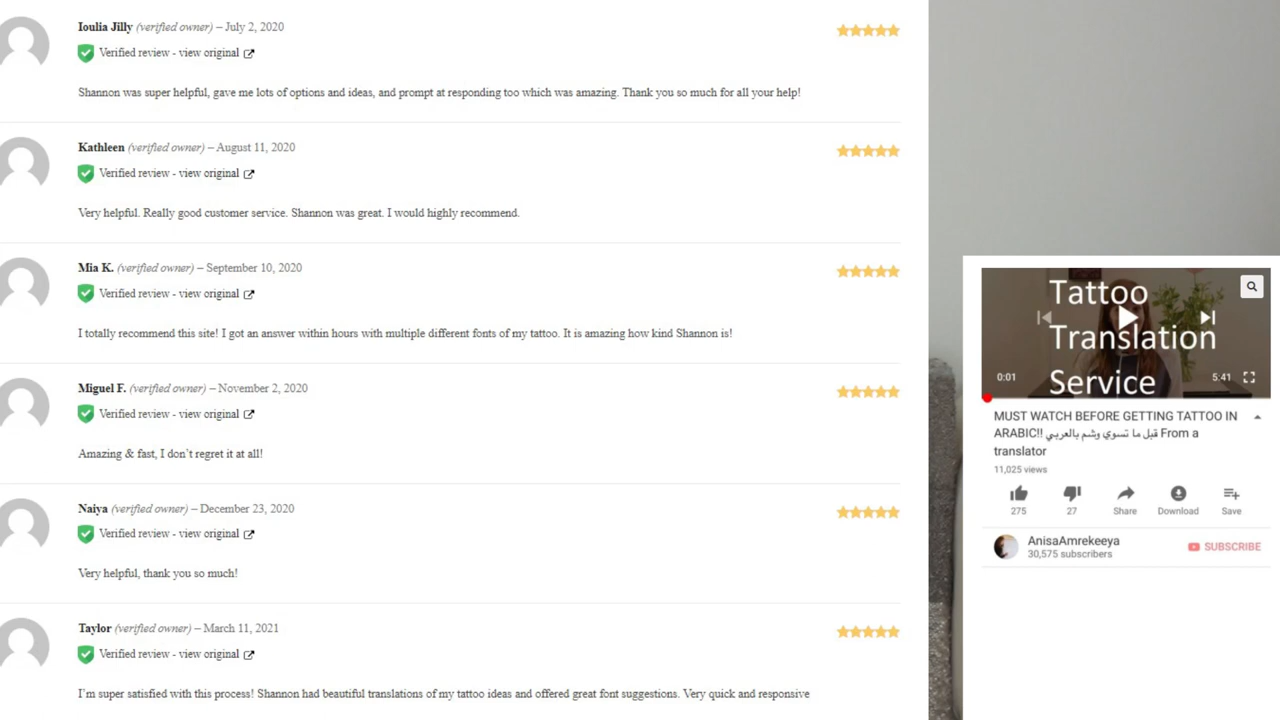 Ioulia Jilly (verified owner) – July 2, 2020
Verified review - view original
Shannon was super helpful, gave me lots of options and ideas, and prompt at responding too which was amazing. Thank you so much for all your help!
Kathleen (verified owner) – August 11, 2020
Verified review - view original
Very helpful. Really good customer service. Shannon was great. I would highly recommend.
Mia K. (verified owner) – September 10, 2020
Verified review - view original
I totally recommend this site! I got an answer within hours with multiple different fonts of my tattoo. It is amazing how kind Shannon is!
Miguel F. (verified owner) – November 2, 2020
Verified review - view original
Amazing & fast, I don't regret it at all!
Naiya (verified owner) – December 23, 2020
Verified review - view original
Very helpful, thank you so much!
Taylor (verified owner) – March 11, 2021
Verified review - view original
I'm super satisfied with this process! Shannon had beautiful translations of my tattoo ideas and offered great font suggestions. Very quick and responsive
Tattoo
Translation
Service
0:01 5:41
MUST WATCH BEFORE GETTING TATTOO IN
ARABIC!! قبل ما تسوي وشم بالعربي From a
translator
11,025 views
275 27 Share Download Save
AnisaAmrekeeya
30,575 subscribers
SUBSCRIBE